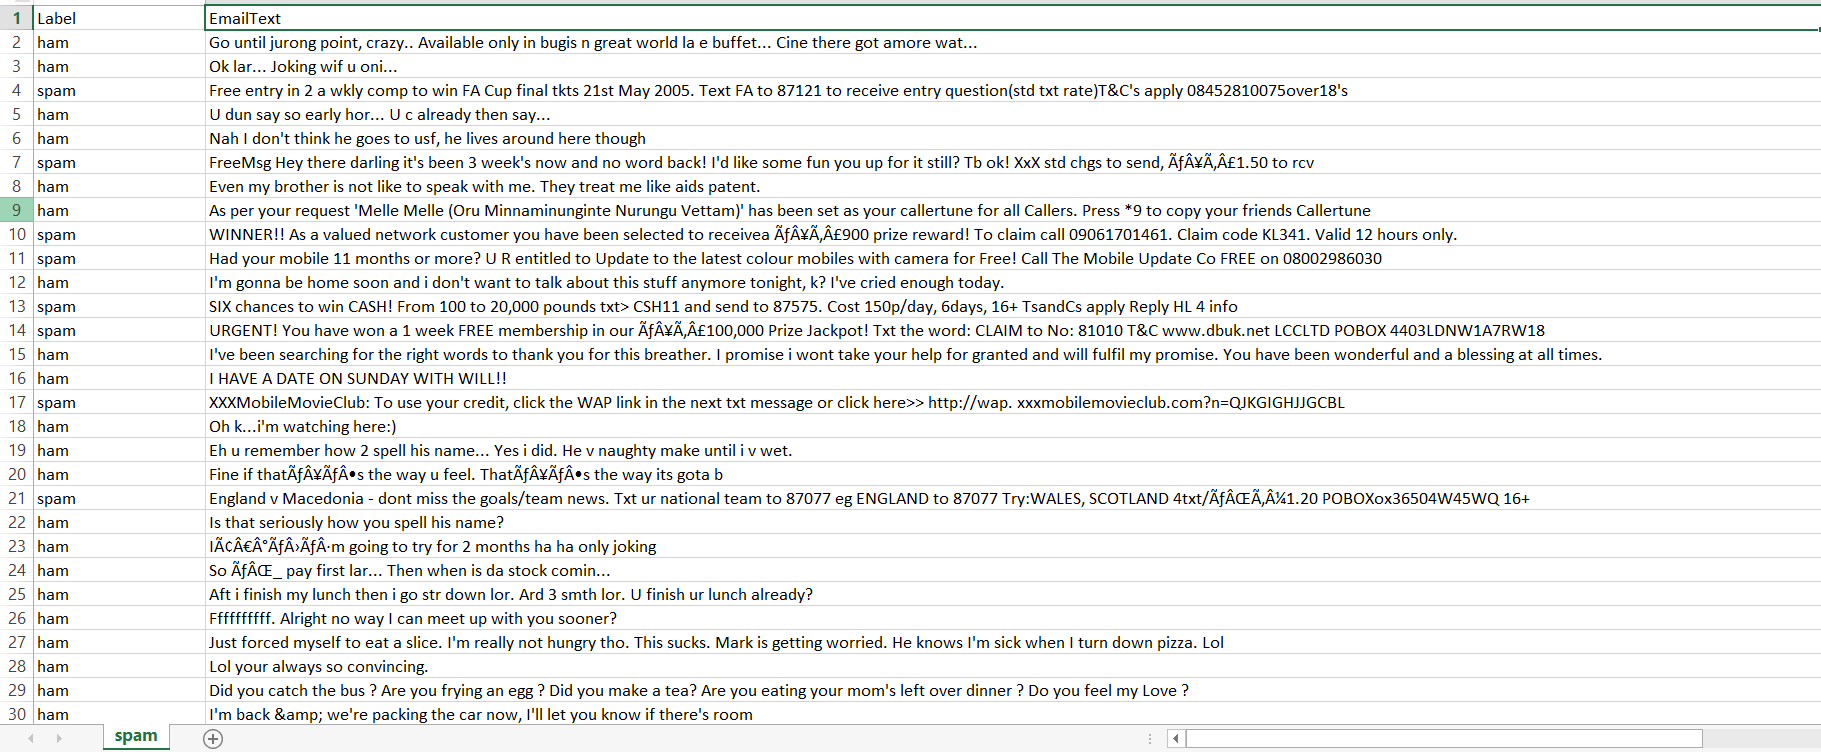 1 Label EmailText
2 ham Go until jurong point, crazy.. Available only in bugis n great world la e buffet... Cine there got amore wat...
3 ham Ok lar... Joking wif u oni...
4 spam Free entry in 2 a wkly comp to win FA Cup final tkts 21st May 2005. Text FA to 87121 to receive entry question(std txt rate)T&C's apply 08452810075over18's
5 ham U dun say so early hor... U c already then say...
6 ham Nah I don't think he goes to usf, he lives around here though
7 spam FreeMsg Hey there darling it's been 3 week's now and no word back! I'd like some fun you up for it still? Tb ok! XxX std chgs to send, ÃƒÂ¥Ã‚Â£1.50 to rcv
8 ham Even my brother is not like to speak with me. They treat me like aids patent.
9 ham As per your request 'Melle Melle (Oru Minnaminunginte Nurungu Vettam)' has been set as your callertune for all Callers. Press *9 to copy your friends Callertune
10 spam WINNER!! As a valued network customer you have been selected to receivea ÃƒÂ¥Ã‚Â£900 prize reward! To claim call 09061701461. Claim code KL341. Valid 12 hours only.
11 spam Had your mobile 11 months or more? U R entitled to Update to the latest colour mobiles with camera for Free! Call The Mobile Update Co FREE on 08002986030
12 ham I'm gonna be home soon and i don't want to talk about this stuff anymore tonight, k? I've cried enough today.
13 spam SIX chances to win CASH! From 100 to 20,000 pounds txt> CSH11 and send to 87575. Cost 150p/day, 6days, 16+ TsandCs apply Reply HL 4 info
14 spam URGENT! You have won a 1 week FREE membership in our ÃƒÂ¥Ã‚Â£100,000 Prize Jackpot! Txt the word: CLAIM to No: 81010 T&C www.dbuk.net LCCLTD POBOX 4403LDNW1A7RW18
15 ham I've been searching for the right words to thank you for this breather. I promise i wont take your help for granted and will fulfil my promise. You have been wonderful and a blessing at all times.
16 ham I HAVE A DATE ON SUNDAY WITH WILL!!
17 spam XXXMobileMovieClub: To use your credit, click the WAP link in the next txt message or click here>> http://wap. xxxmobilemovieclub.com?n=QJKGIGHJJGCBL
18 ham Oh k...i'm watching here:)
19 ham Eh u remember how 2 spell his name... Yes i did. He v naughty make until i v wet.
20 ham Fine if thatÃƒÂ¥ÃƒÂ•s the way u feel. ThatÃƒÂ¥ÃƒÂ•s the way its gota b
21 spam England v Macedonia - dont miss the goals/team news. Txt ur national team to 87077 eg ENGLAND to 87077 Try:WALES, SCOTLAND 4txt/ÃƒÂŒÃ‚Â¼1.20 POBOXox36504W45WQ 16+
22 ham Is that seriously how you spell his name?
23 ham IÃ¢Â€Â°ÃƒÂ›ÃƒÂ·m going to try for 2 months ha ha only joking
24 ham So ÃƒÂŒ_ pay first lar... Then when is da stock comin...
25 ham Aft i finish my lunch then i go str down lor. Ard 3 smth lor. U finish ur lunch already?
26 ham Ffffffffff. Alright no way I can meet up with you sooner?
27 ham Just forced myself to eat a slice. I'm really not hungry tho. This sucks. Mark is getting worried. He knows I'm sick when I turn down pizza. Lol
28 ham Lol your always so convincing.
29 ham Did you catch the bus ? Are you frying an egg ? Did you make a tea? Are you eating your mom's left over dinner ? Do you feel my Love ?
30 ham I'm back &amp; we're packing the car now, I'll let you know if there's room
spam